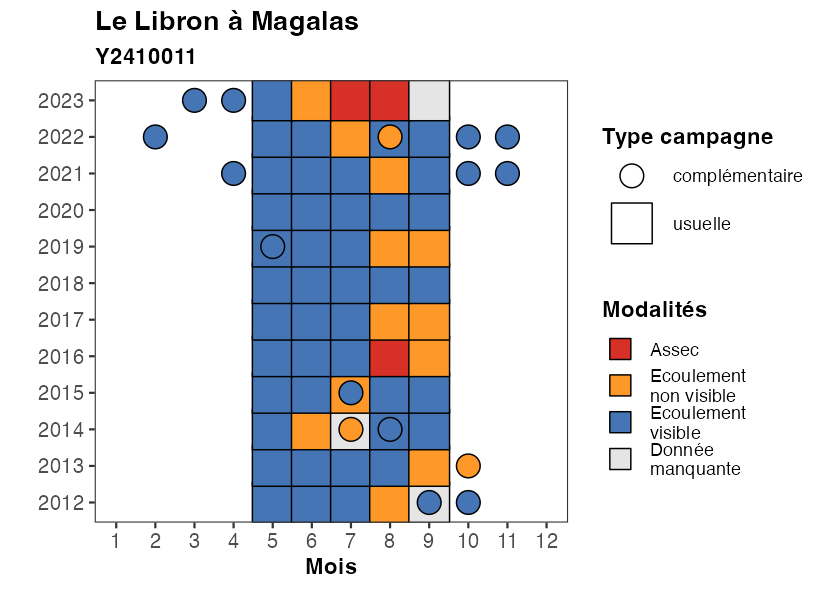 Le Libron à Magalas
Y2410011
2023
2022
2021
2020
2019
2018
2017
2016
2015
2014
2013
2012
1 2 3 4 5 6 7 8 9 10 11 12
Mois
Type campagne
complémentaire
usuelle
Modalités
Assec
Ecoulement
non visible
Ecoulement
visible
Donnée
manquante